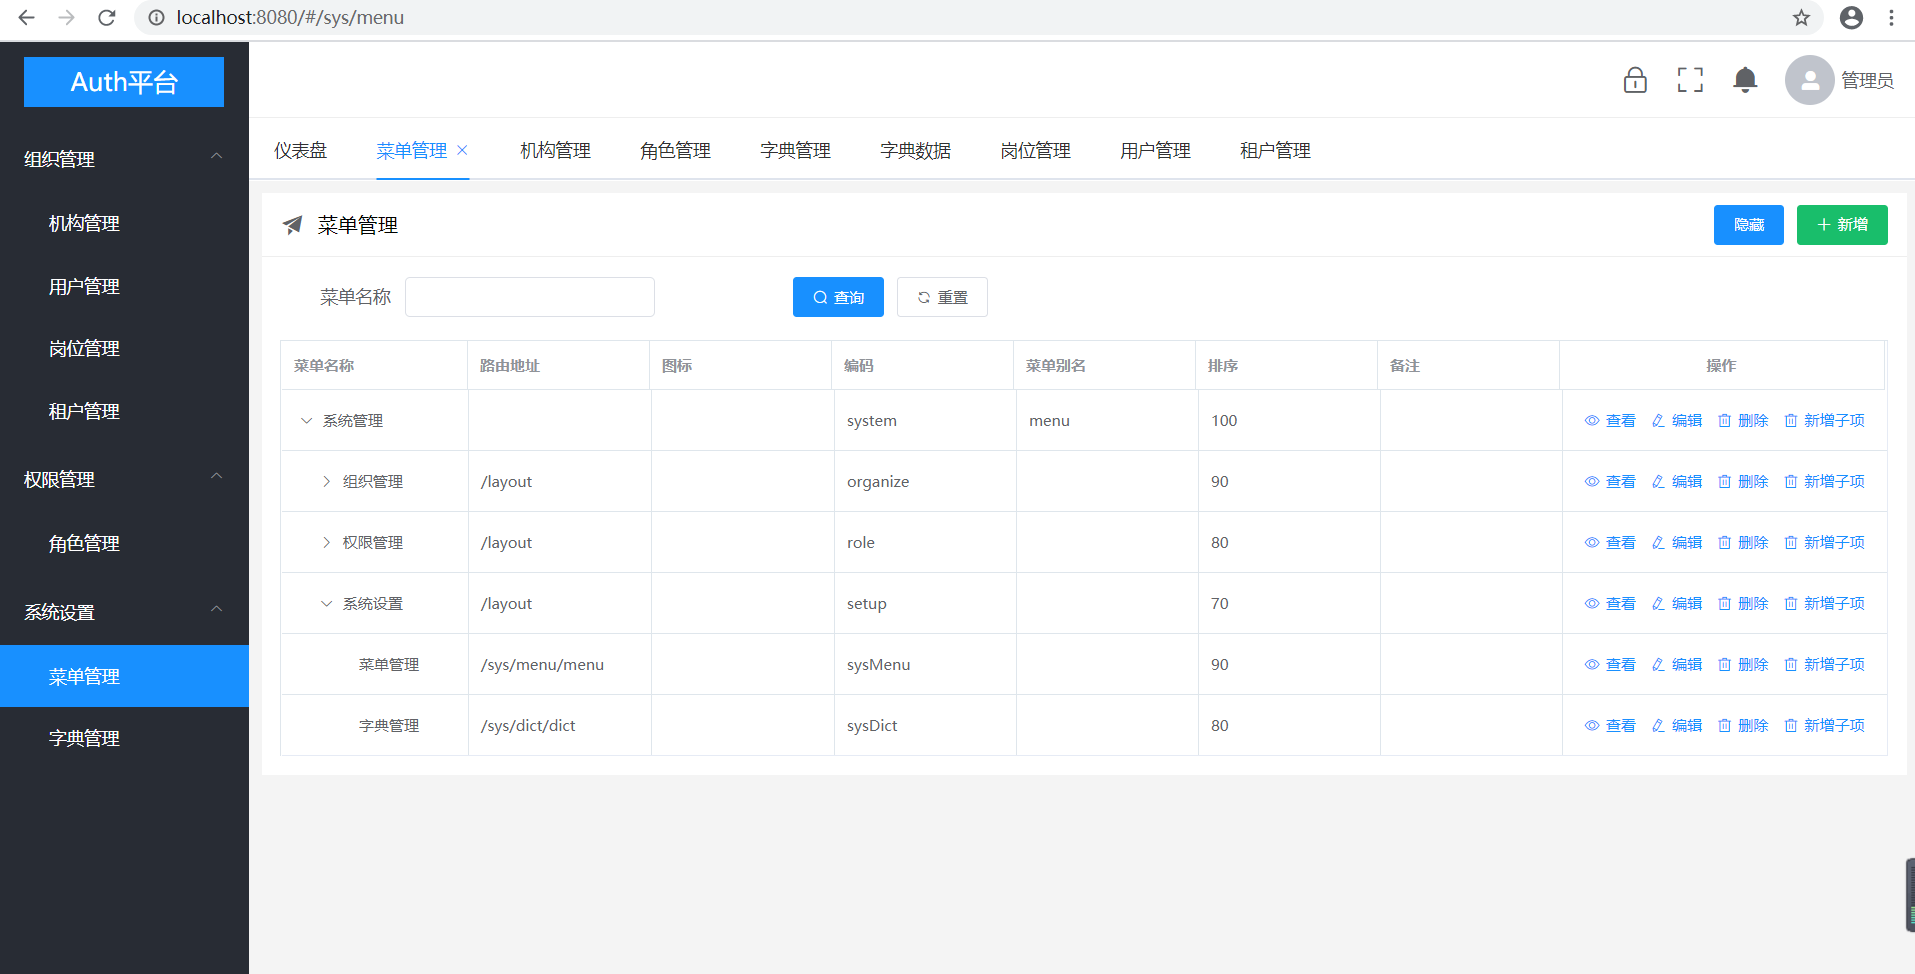 localhost:8080/#/sys/menu
Auth平台
管理员
组织管理
机构管理
用户管理
岗位管理
租户管理
权限管理
角色管理
系统设置
菜单管理
字典管理
仪表盘 菜单管理 机构管理 角色管理 字典管理 字典数据 岗位管理 用户管理 租户管理
菜单管理 隐藏 新增
菜单名称 查询 重置
菜单名称 路由地址 图标 编码 菜单别名 排序 备注 操作
系统管理 system menu 100 查看 编辑 删除 新增子项
组织管理 /layout organize 90 查看 编辑 删除 新增子项
权限管理 /layout role 80 查看 编辑 删除 新增子项
系统设置 /layout setup 70 查看 编辑 删除 新增子项
菜单管理 /sys/menu/menu sysMenu 90 查看 编辑 删除 新增子项
字典管理 /sys/dict/dict sysDict 80 查看 编辑 删除 新增子项